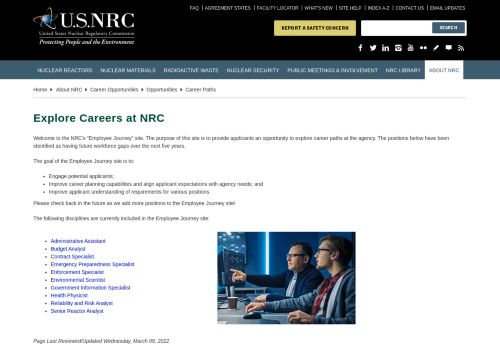 FAQ | AGREEMENT STATES | FACILITY LOCATOR | WHAT'S NEW | SITE HELP | INDEX A-Z | CONTACT US | EMAIL UPDATES
U.S.NRC
United States Nuclear Regulatory Commission
Protecting People and the Environment
REPORT A SAFETY CONCERN
SEARCH
NUCLEAR REACTORS NUCLEAR MATERIALS RADIOACTIVE WASTE NUCLEAR SECURITY PUBLIC MEETINGS & INVOLVEMENT NRC LIBRARY ABOUT NRC
Home About NRC Career Opportunities Opportunities Career Paths
Explore Careers at NRC
Welcome to the NRC's "Employee Journey" site. The purpose of this site is to provide applicants an opportunity to explore career paths at the agency. The positions below have been
identified as having future workforce gaps over the next five years.
The goal of the Employee Journey site is to:
Engage potential applicants;
Improve career planning capabilities and align applicant expectations with agency needs; and
Improve applicant understanding of requirements for various positions.
Please check back in the future as we add more positions to the Employee Journey site!
The following disciplines are currently included in the Employee Journey site:
Administrative Assistant
Budget Analyst
Contract Specialist
Emergency Preparedness Specialist
Enforcement Specialist
Environmental Scientist
Government Information Specialist
Health Physicist
Reliability and Risk Analyst
Senior Reactor Analyst
Page Last Reviewed/Updated Wednesday, March 09, 2022